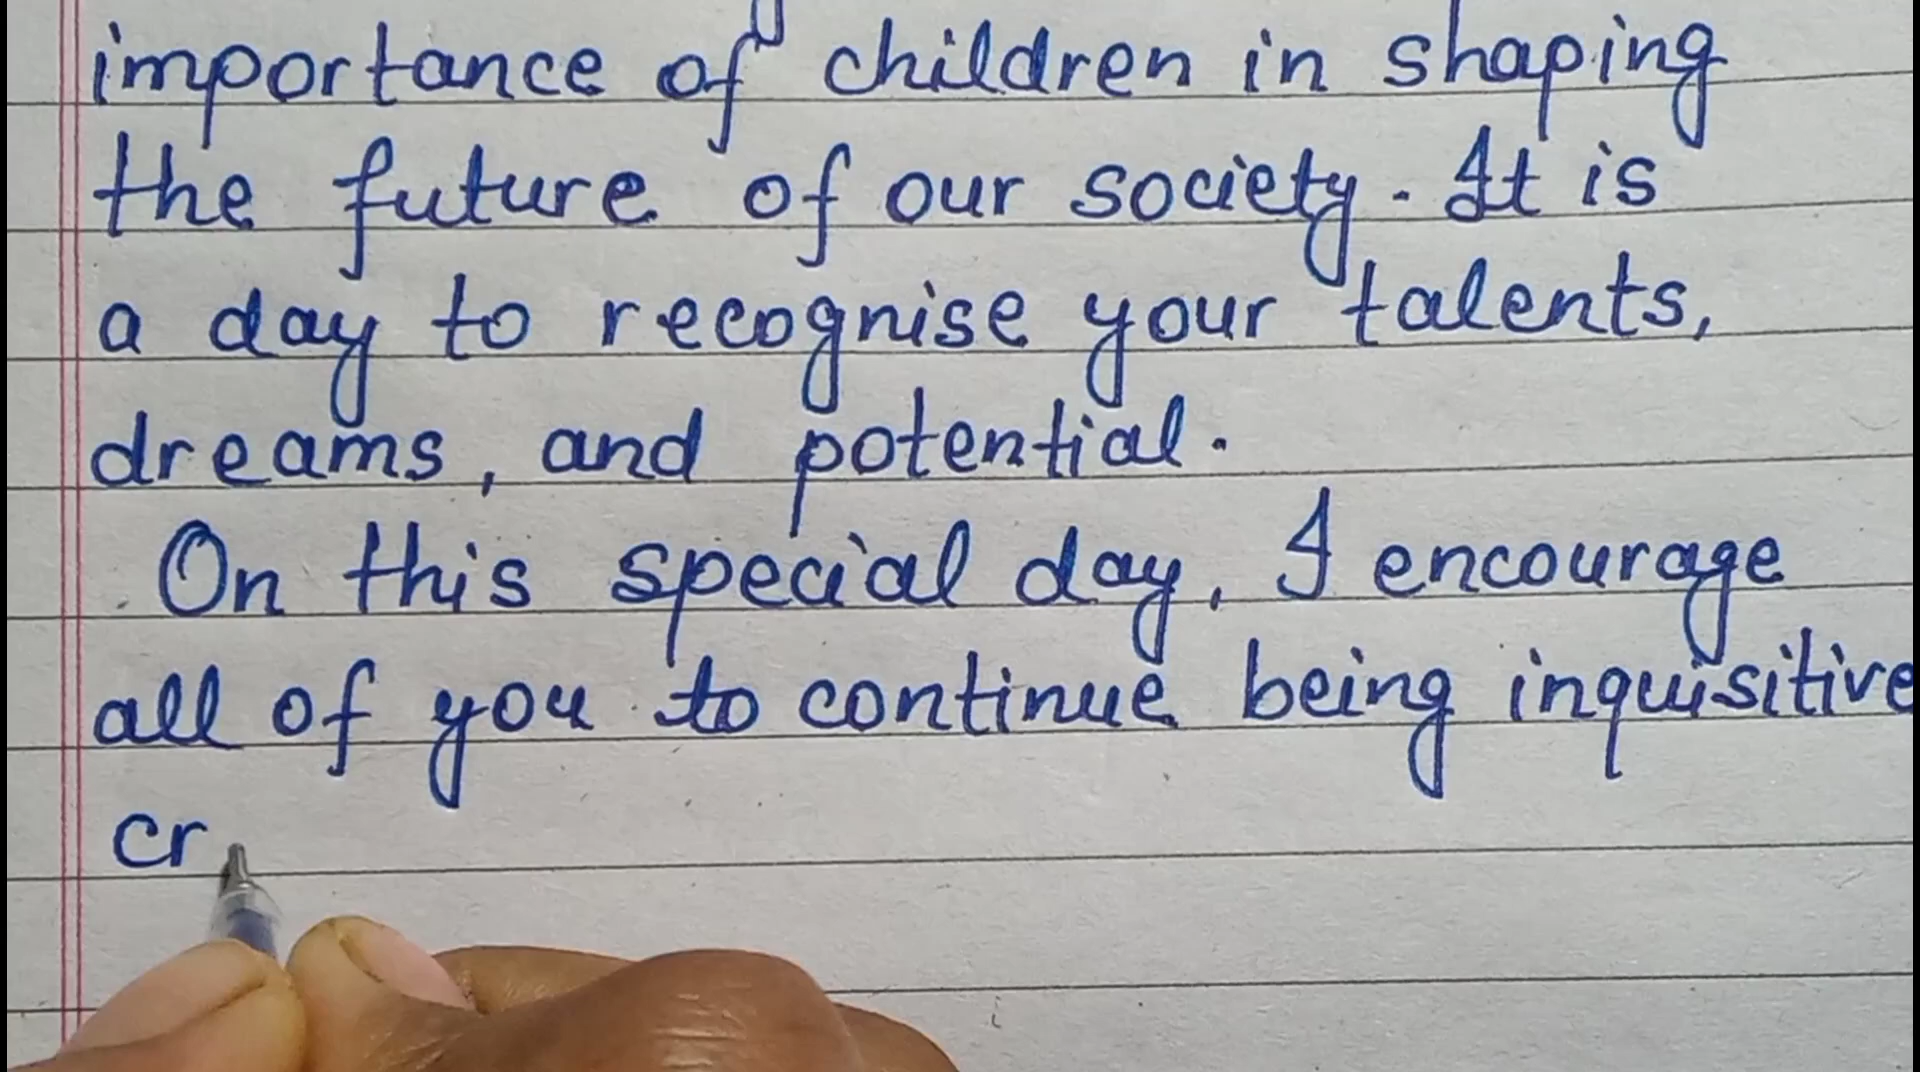 importance of children in shaping
the future of our society. It is
a day to recognise your talents,
dreams, and potential.
On this special day, I encourage
all of you to continue being inquisitive
cr